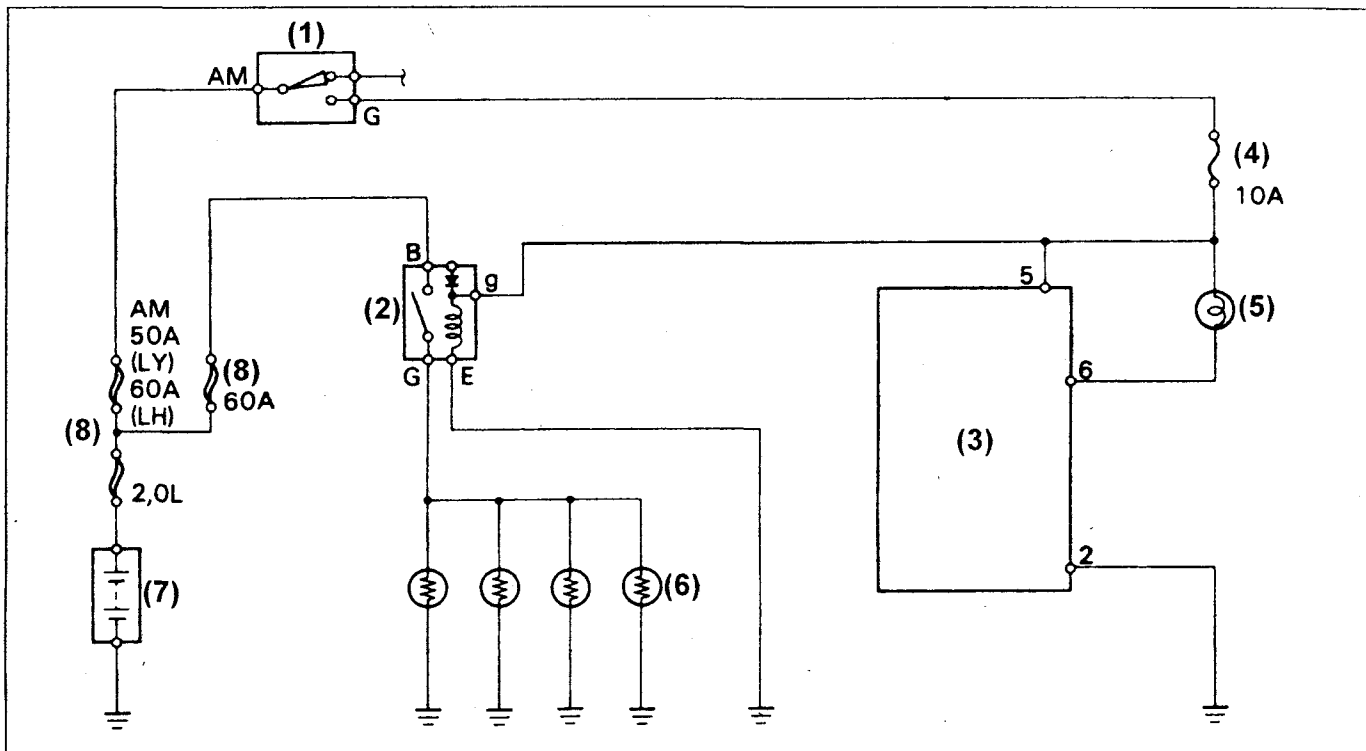 (1)
AM
G
(4)
10A
B
g
5
(2)
(5)
AM
50A
(LY)
60A
(LH)
(8)
60A
G
E
6
(8)
(3)
2,0L
2
(7)
(6)